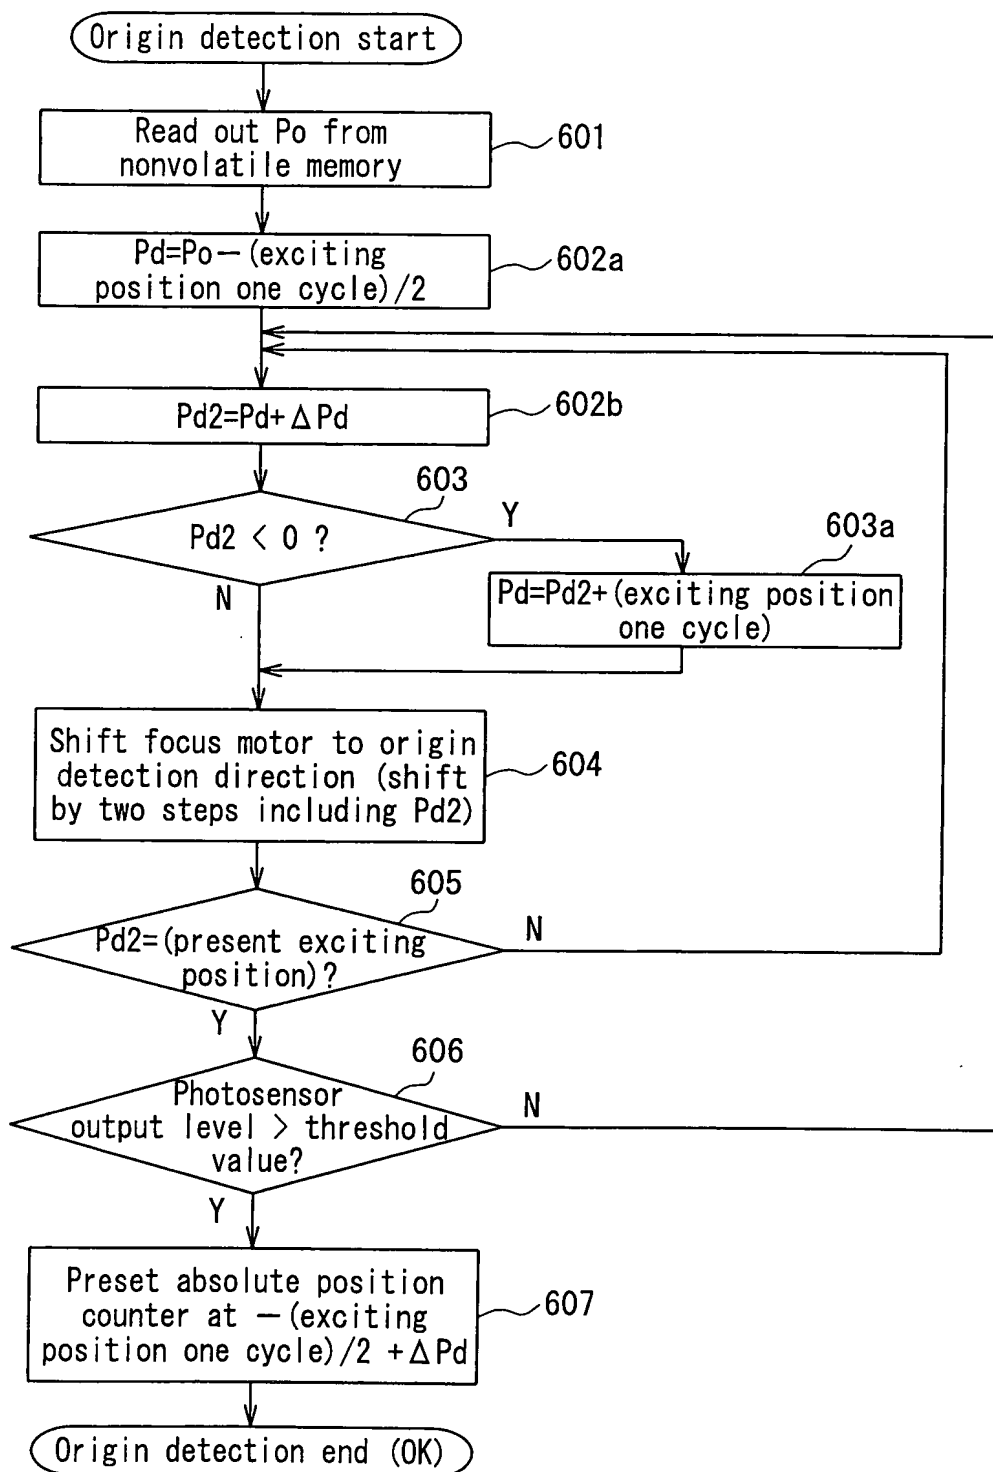 Origin detection start
Read out Po from
nonvolatile memory
601
Pd=Po—(exciting
position one cycle)/2
602a
Pd2=Pd+ΔPd
602b
603
Pd2 < 0 ?
Y
N
603a
Pd=Pd2+(exciting position
one cycle)
Shift focus motor to origin
detection direction (shift
by two steps including Pd2)
604
605
Pd2=(present exciting
position)?
N
Y
606
Photosensor
output level > threshold
value?
N
Y
Preset absolute position
counter at —(exciting
position one cycle)/2 +ΔPd
607
Origin detection end (OK)